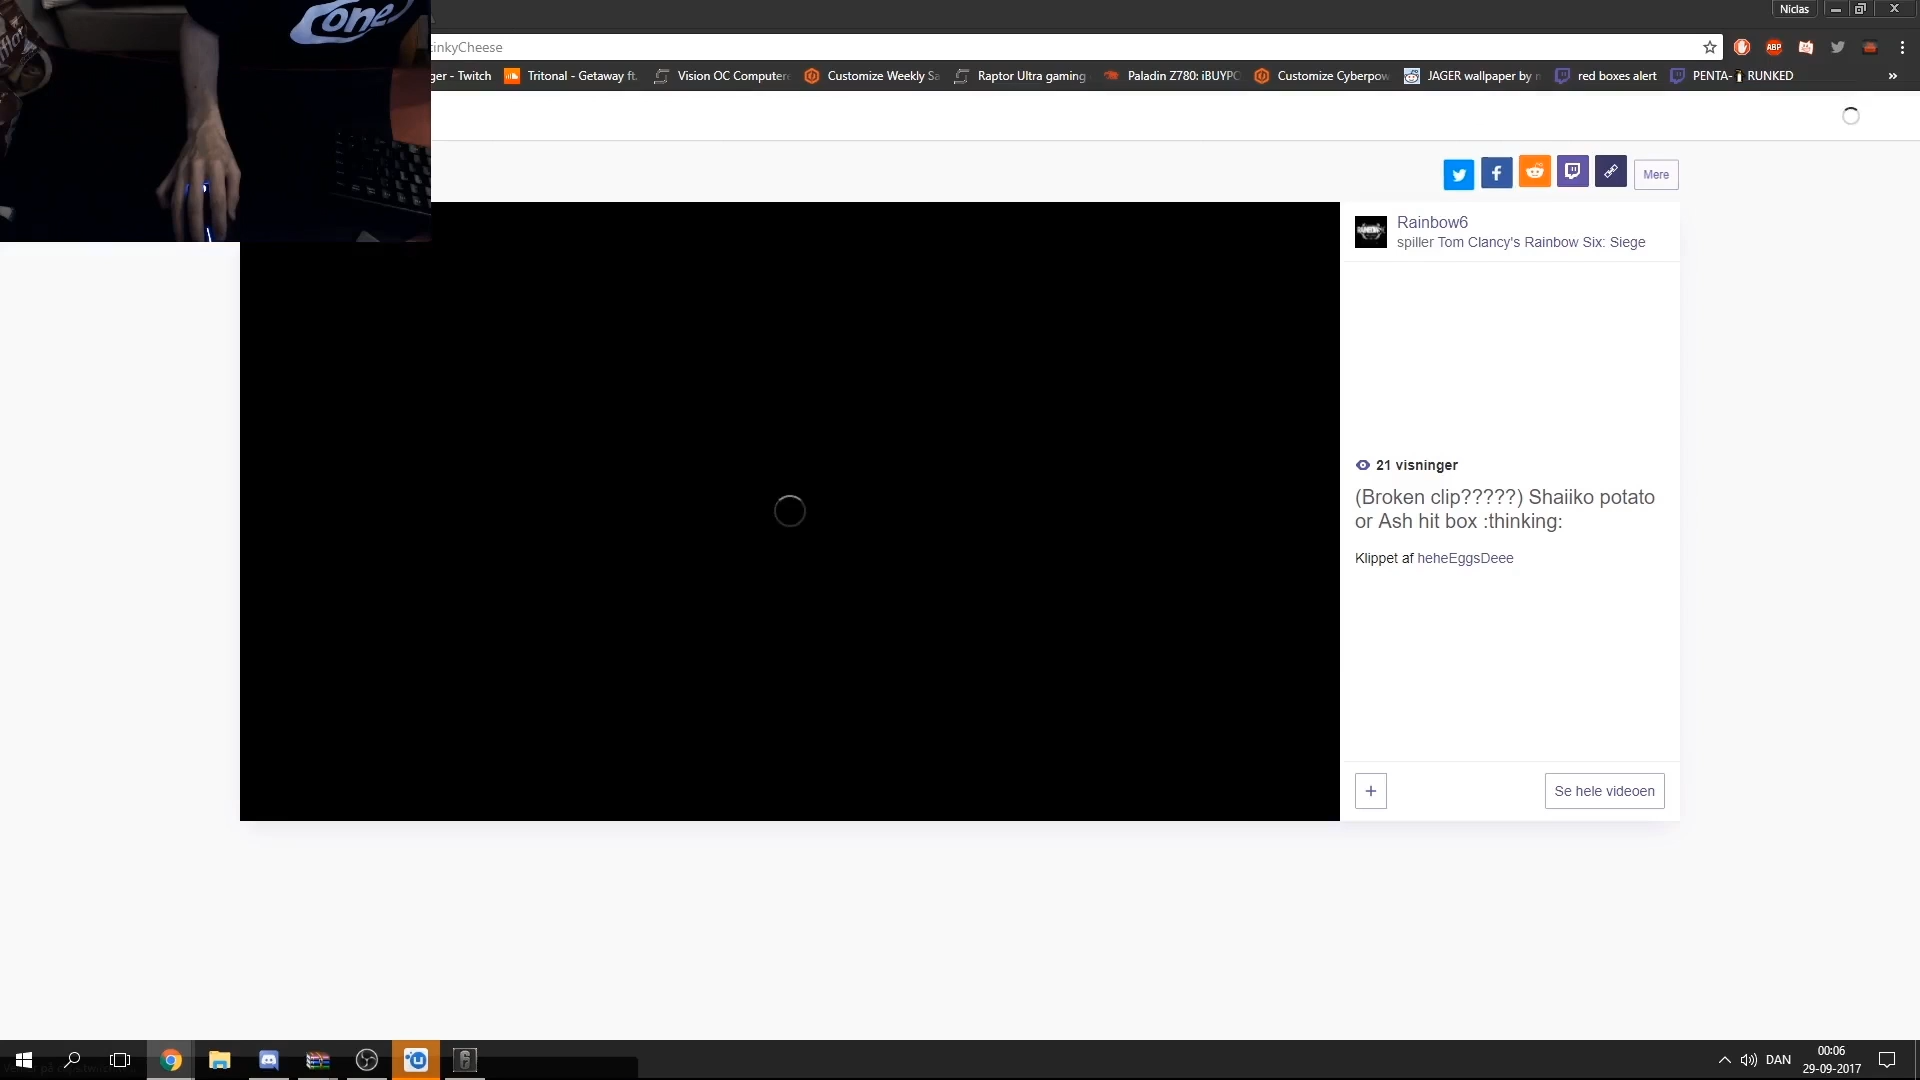 one
Niclas
inkyCheese
ABP
ger - Twitch
Tritonal - Getaway ft.
Vision OC Computer
Customize Weekly Sa
Raptor Ultra gaming
Paladin Z780: iBUYPC
Customize Cyberpow
JAGER wallpaper by
red boxes alert
PENTA- RUNKED
»
Mere
Rainbow6
spiller Tom Clancy's Rainbow Six: Siege
21 visninger
(Broken clip?????) Shaiiko potato
or Ash hit box :thinking:
Klippet af heheEggsDeee
+
Se hele videoen
DAN
00:06
29-09-2017